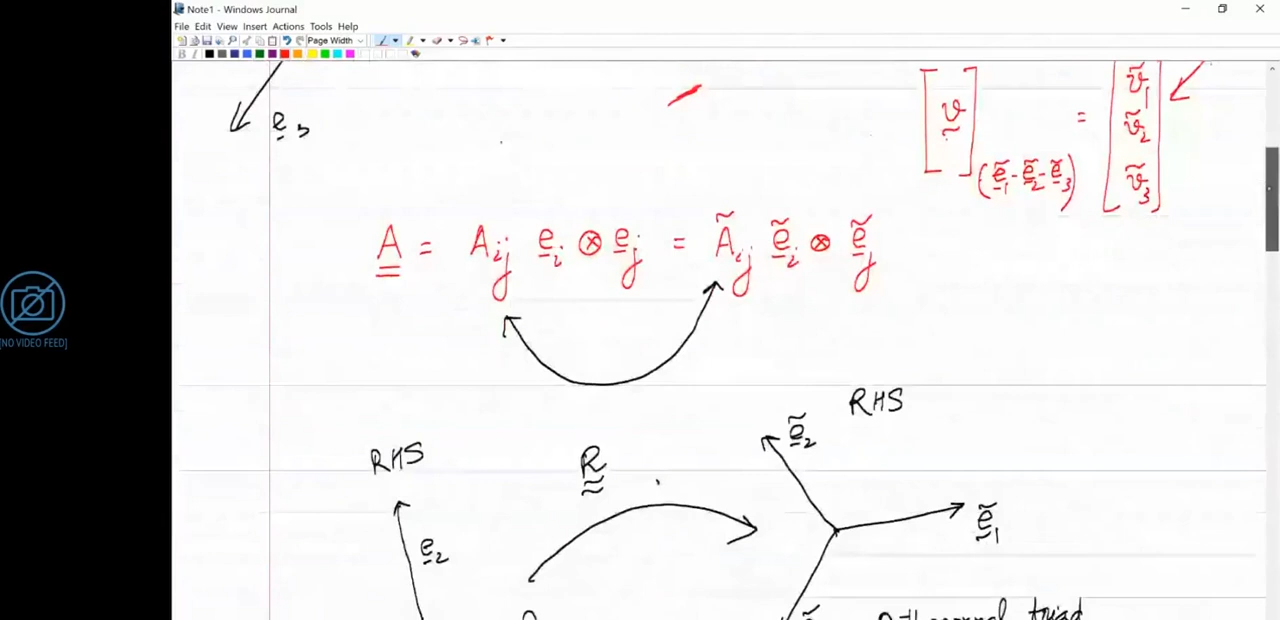 Note1 - Windows Journal
File Edit View Insert Actions Tools Help
Page Width
B I
[NO VIDEO FEED]
e̲₃
[ṽ](ẽ₁-ẽ₂-ẽ₃) = [ṽ₁ ṽ₂ ṽ₃]
A = Aᵢⱼ eᵢ ⊗ eⱼ = Ãᵢⱼ ẽᵢ ⊗ ẽⱼ
RHS
ẽ₂
RHS
R
ẽ₁
e₂